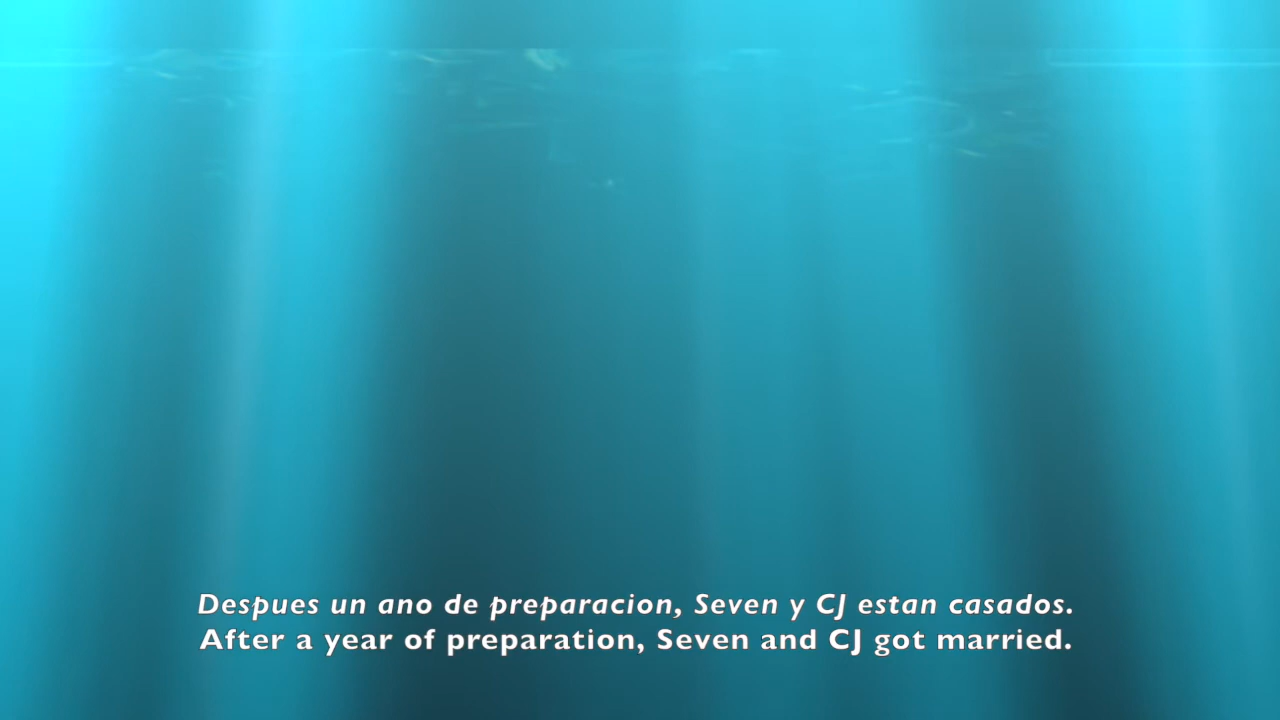 Despues un ano de preparacion, Seven y CJ estan casados.
After a year of preparation, Seven and CJ got married.